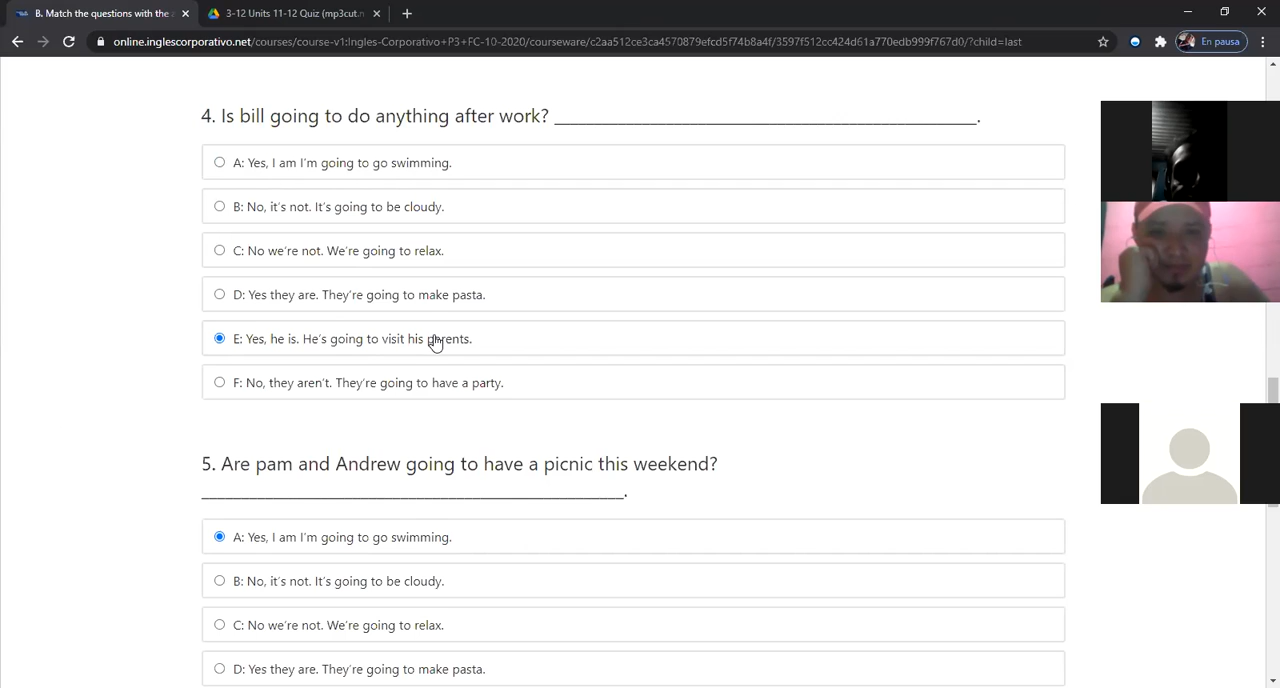 B. Match the questions with the a
3-12 Units 11-12 Quiz (mp3cut.n
online.inglescorporativo.net/courses/course-v1:Ingles-Corporativo+P3+FC-10-2020/courseware/c2aa512ce3ca4570879efcd5f74b8a4f/3597f512cc424d61a770edb999f767d0/?child=last
En pausa
4. Is bill going to do anything after work? ______________________________________________.
A: Yes, I am I'm going to go swimming.
B: No, it's not. It's going to be cloudy.
C: No we're not. We're going to relax.
D: Yes they are. They're going to make pasta.
E: Yes, he is. He's going to visit his parents.
F: No, they aren't. They're going to have a party.
5. Are pam and Andrew going to have a picnic this weekend?
______________________________________________.
A: Yes, I am I'm going to go swimming.
B: No, it's not. It's going to be cloudy.
C: No we're not. We're going to relax.
D: Yes they are. They're going to make pasta.